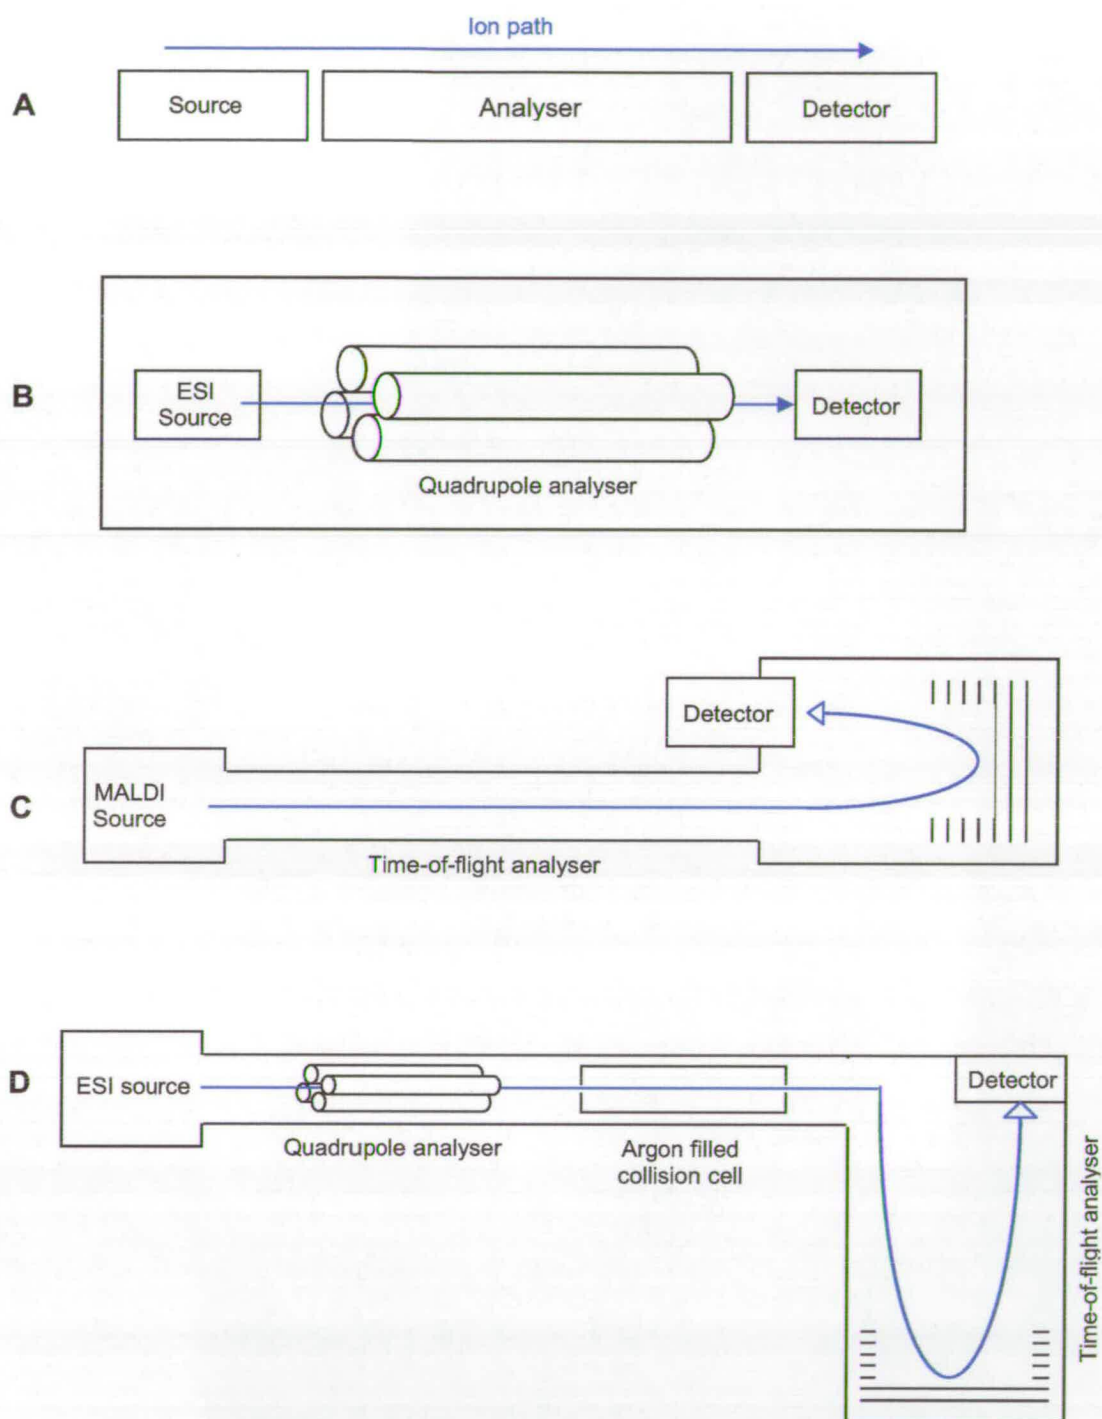 Ion path
A
Source
Analyser
Detector
B
ESI
Source
Detector
Quadrupole analyser
C
MALDI
Source
Detector
Time-of-flight analyser
D
ESI source
Detector
Quadrupole analyser
Argon filled
collision cell
Time-of-flight analyser